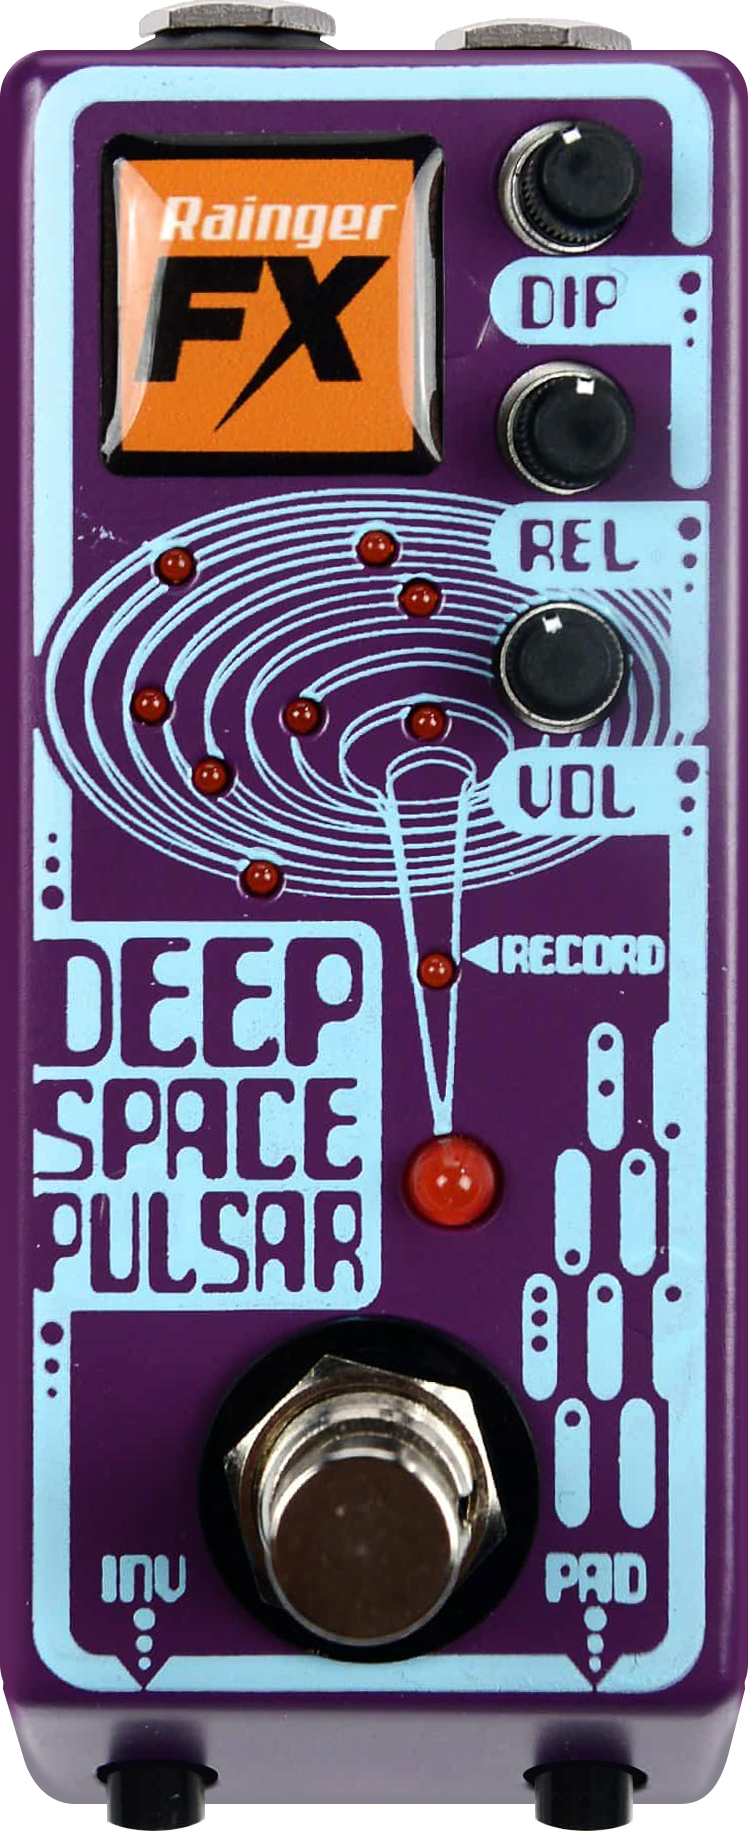 Rainger
FX
DIP
REL
VOL
RECORD
DEEP
SPACE
PULSAR
INV
PAD